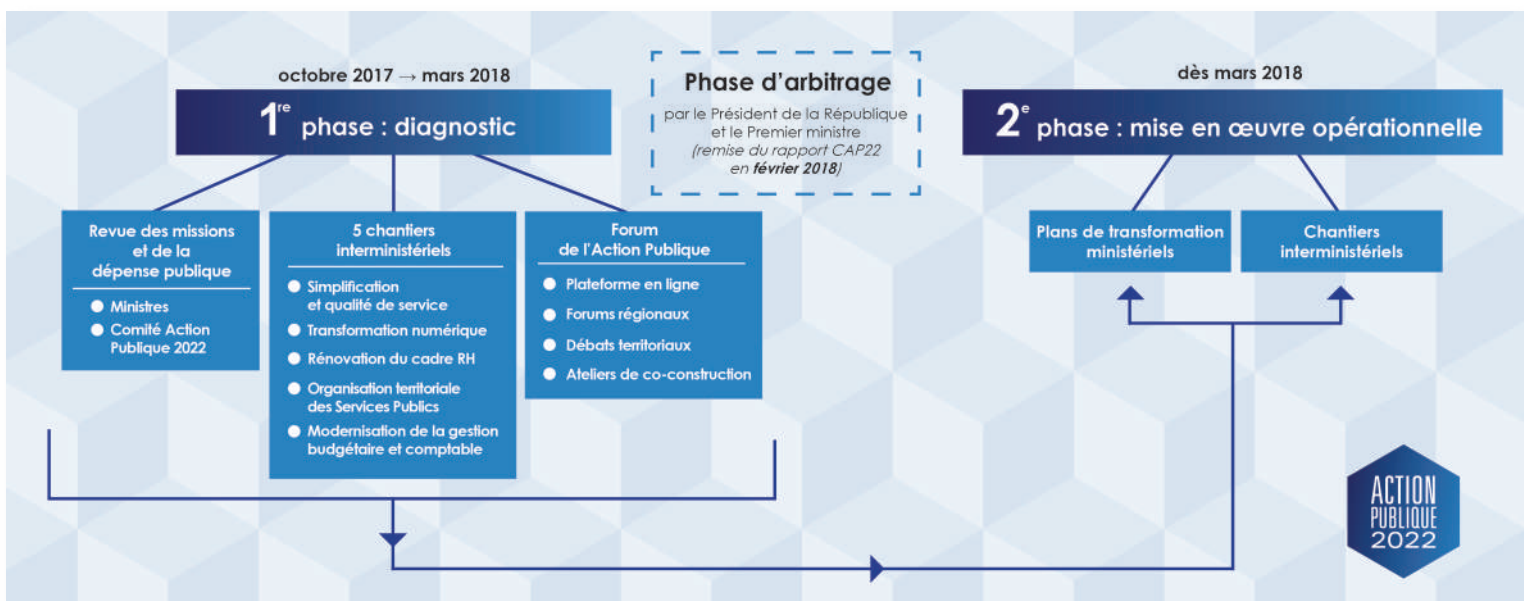 octobre 2017 → mars 2018
1re phase : diagnostic
Revue des missions
et de la
dépense publique
Ministres
Comité Action
Publique 2022
5 chantiers
interministériels
Simplification
et qualité de service
Transformation numérique
Rénovation du cadre RH
Organisation territoriale
des Services Publics
Modernisation de la gestion
budgétaire et comptable
Forum
de l'Action Publique
Plateforme en ligne
Forums régionaux
Débats territoriaux
Ateliers de co-construction
Phase d'arbitrage
par le Président de la République
et le Premier ministre
(remise du rapport CAP22
en février 2018)
dès mars 2018
2e phase : mise en œuvre opérationnelle
Plans de transformation
ministériels
Chantiers
interministériels
ACTION
PUBLIQUE
2022